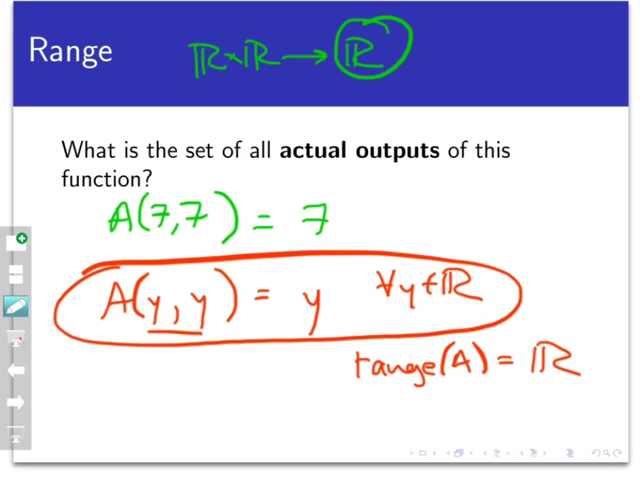 Range
ℝ×ℝ → ℝ
What is the set of all actual outputs of this
function?
A(7,7) = 7
A(y, y) = y ∀y∈ℝ
range(A) = ℝ